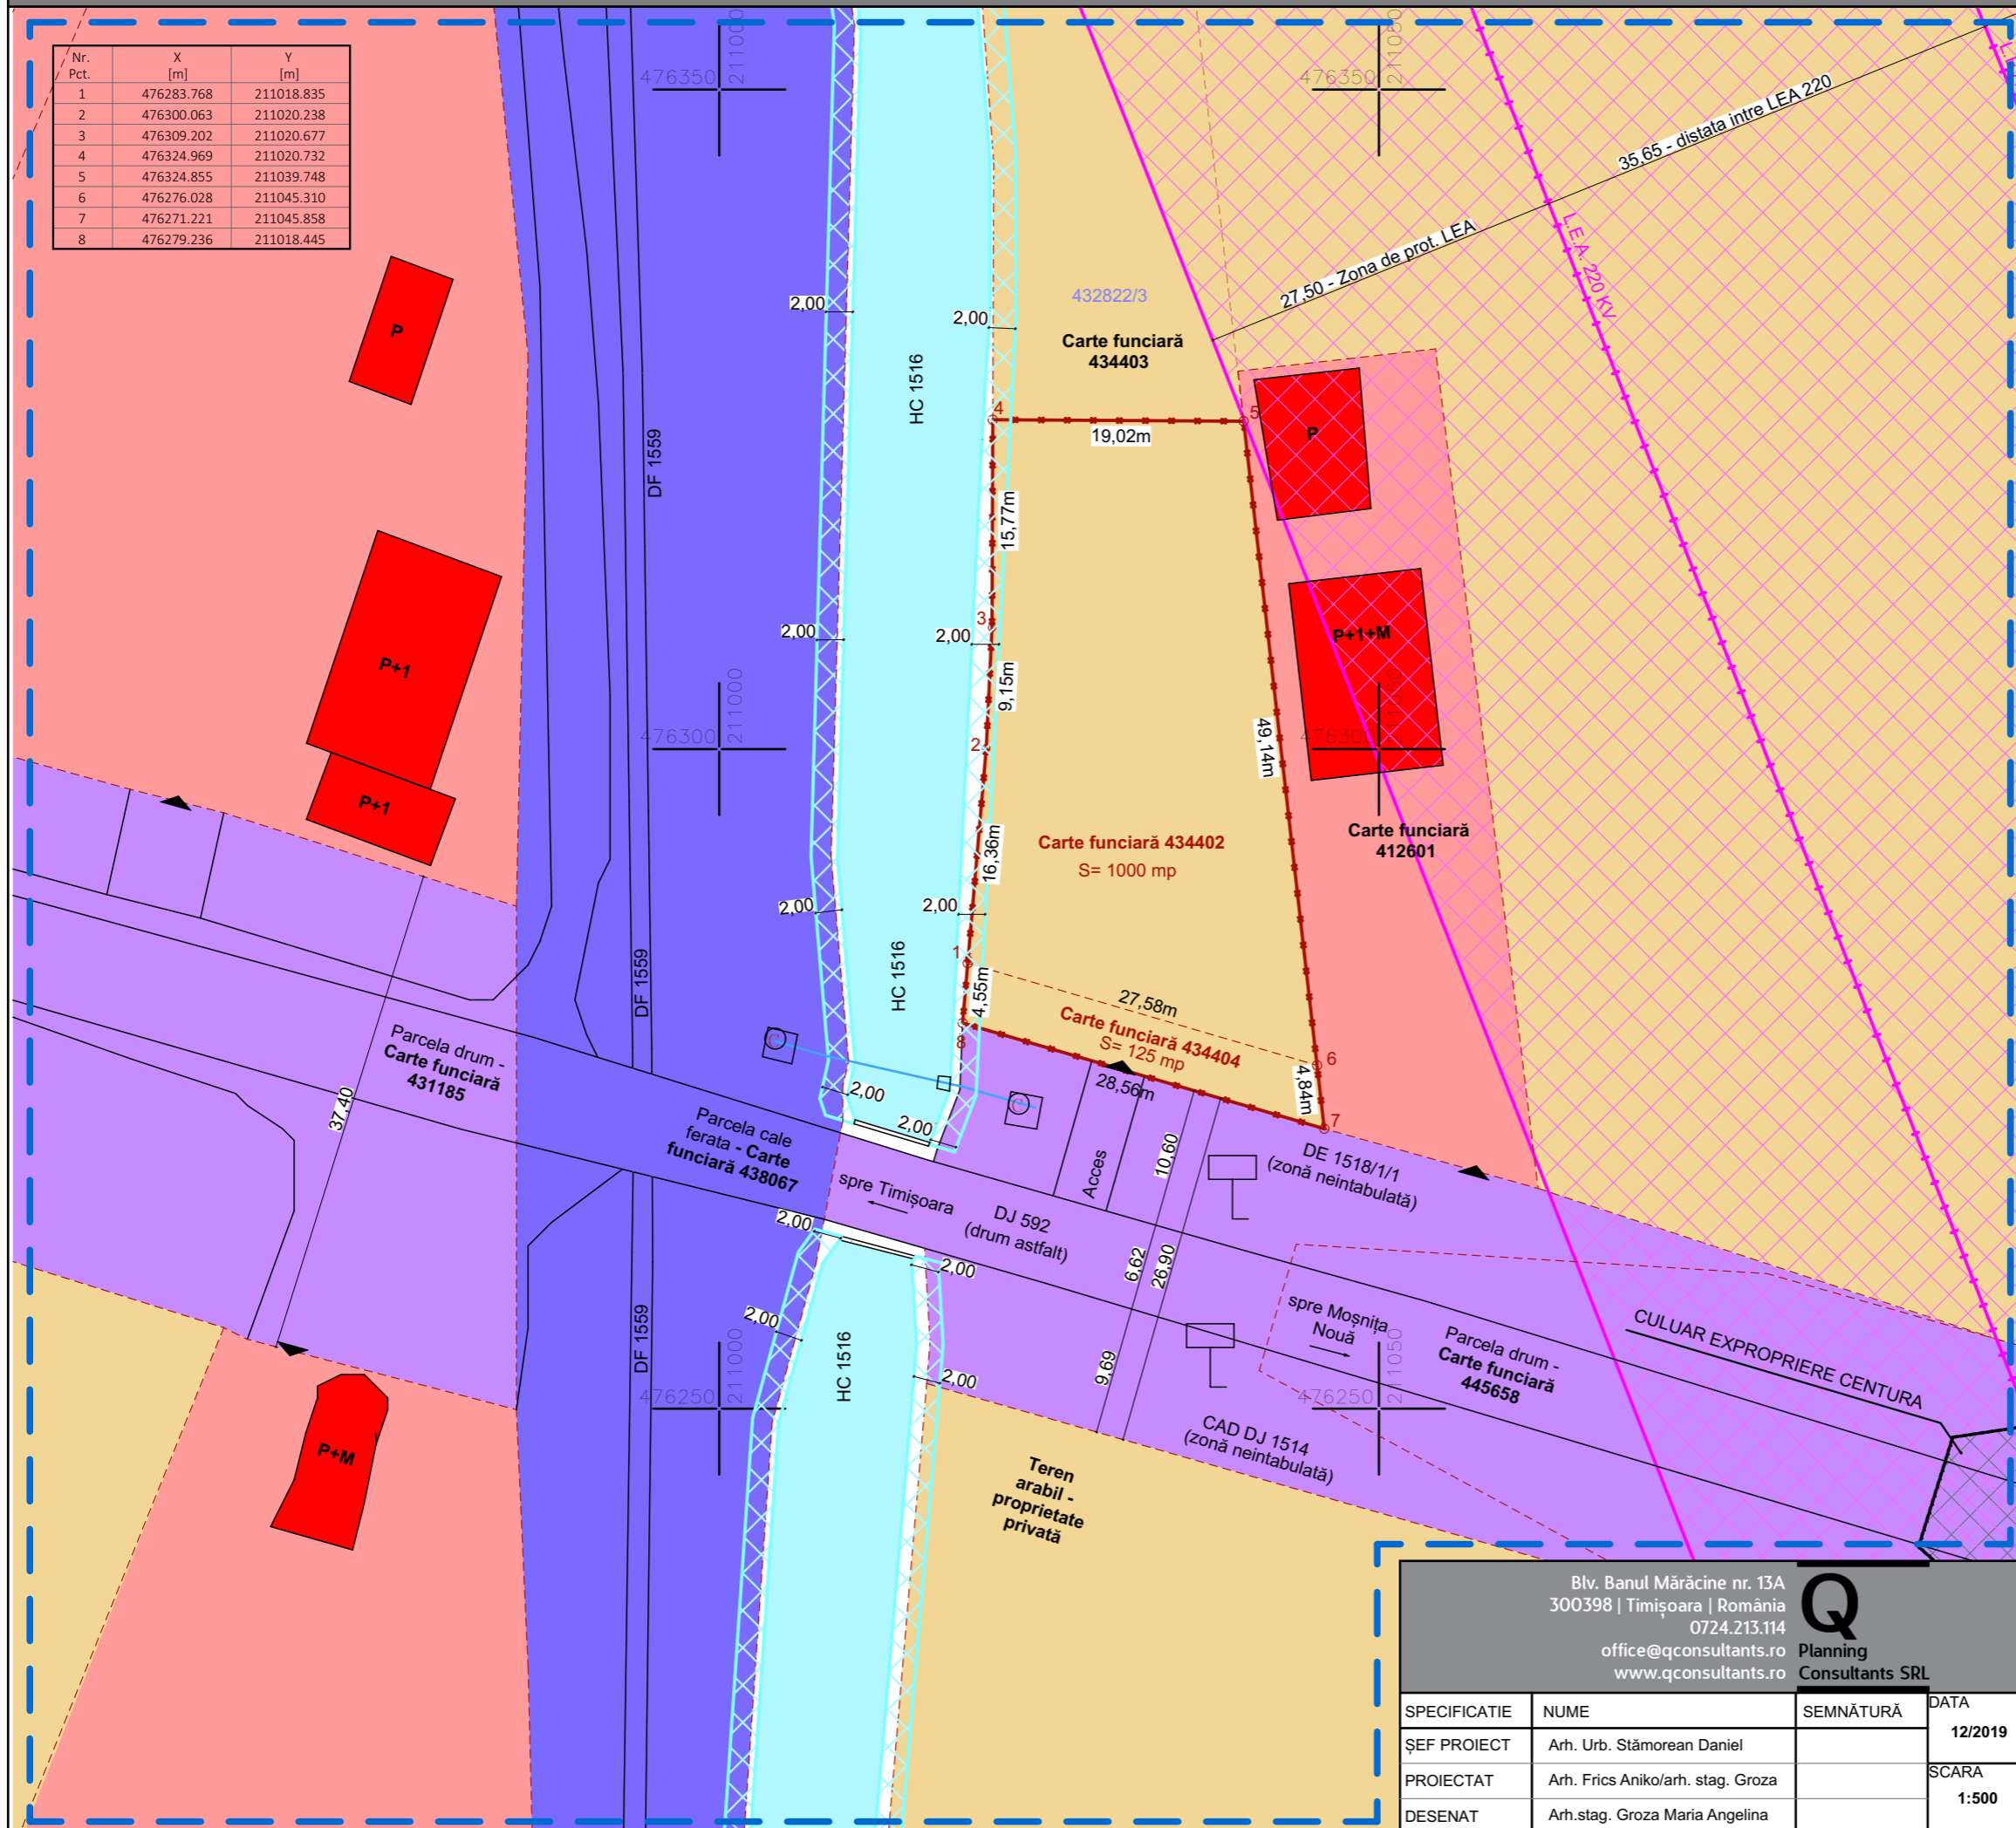 Nr. Pct. X [m] Y [m]
1 476283.768 211018.835
2 476300.063 211020.238
3 476309.202 211020.677
4 476324.969 211020.732
5 476324.855 211039.748
6 476276.028 211045.310
7 476271.221 211045.858
8 476279.236 211018.445
476350 211000
476350 211050
35,65 - distata intre LEA 220
27,50 - Zona de prot. LEA
L.E.A. 220 KV
432822/3
Carte funciară
434403
2,00
2,00
P
HC 1516
DF 1559
4
5
19,02m
P
15,77m
3
2,00
2,00
P+1
P+1+M
9,15m
476300 211000
476300 211050
2
49,14m
P+1
16,36m
Carte funciară 434402
S= 1000 mp
Carte funciară
412601
2,00
2,00
1
HC 1516
DF 1559
4,55m
27,58m
Carte funciară 434404
S= 125 mp
8
6
28,56m
4,84m
7
Parcela drum -
Carte funciară
431185
37,40
2,00
2,00
Parcela cale
ferata - Carte
funciară 438067
Acces
10,60
DE 1518/1/1
(zonă neintabulată)
spre Timișoara
DJ 592
(drum astfalt)
2,00
2,00
6,62
26,90
2,00
DF 1559
HC 1516
2,00
9,69
spre Moșnița
Nouă
Parcela drum -
Carte funciară
445658
CULUAR EXPROPRIERE CENTURA
476250 211000
476250 211050
CAD DJ 1514
(zonă neintabulată)
P+M
Teren
arabil -
proprietate
privată
Blv. Banul Mărăcine nr. 13A
300398 | Timișoara | România
0724.213.114
office@qconsultants.ro
www.qconsultants.ro
Q
Planning
Consultants SRL
SPECIFICATIE NUME SEMNĂTURĂ DATA
12/2019
ȘEF PROIECT Arh. Urb. Stămorean Daniel
PROIECTAT Arh. Frics Aniko/arh. stag. Groza
SCARA
1:500
DESENAT Arh.stag. Groza Maria Angelina